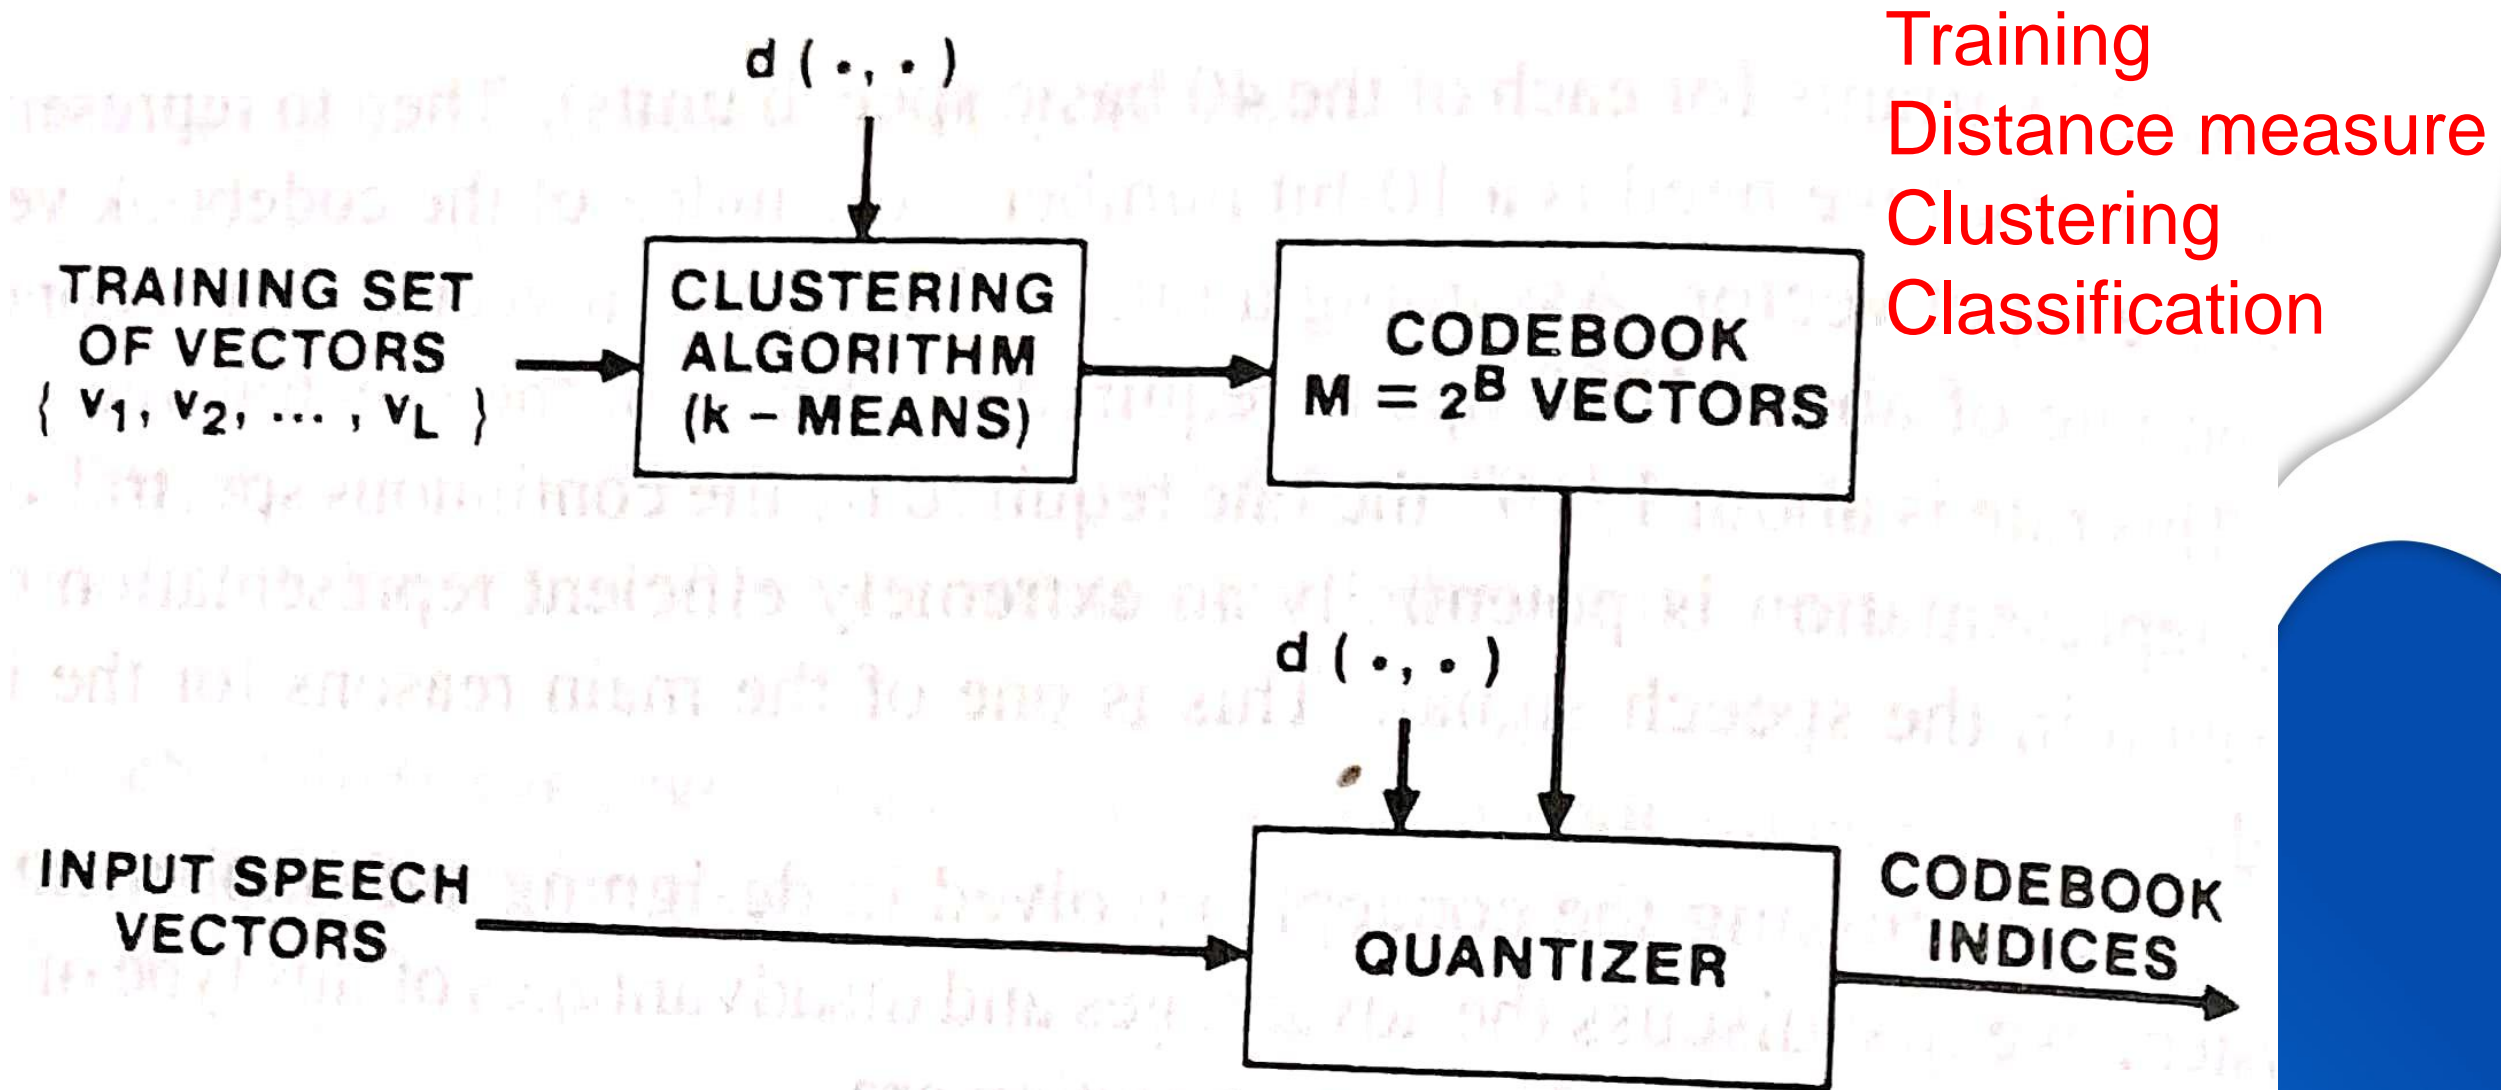 Training
Distance measure
Clustering
Classification
d ( •, • )
TRAINING SET
OF VECTORS
{ v₁, v₂, ... , v_L }
CLUSTERING
ALGORITHM
(k – MEANS)
CODEBOOK
M = 2ᴮ VECTORS
d ( •, • )
INPUT SPEECH
VECTORS
QUANTIZER
CODEBOOK
INDICES